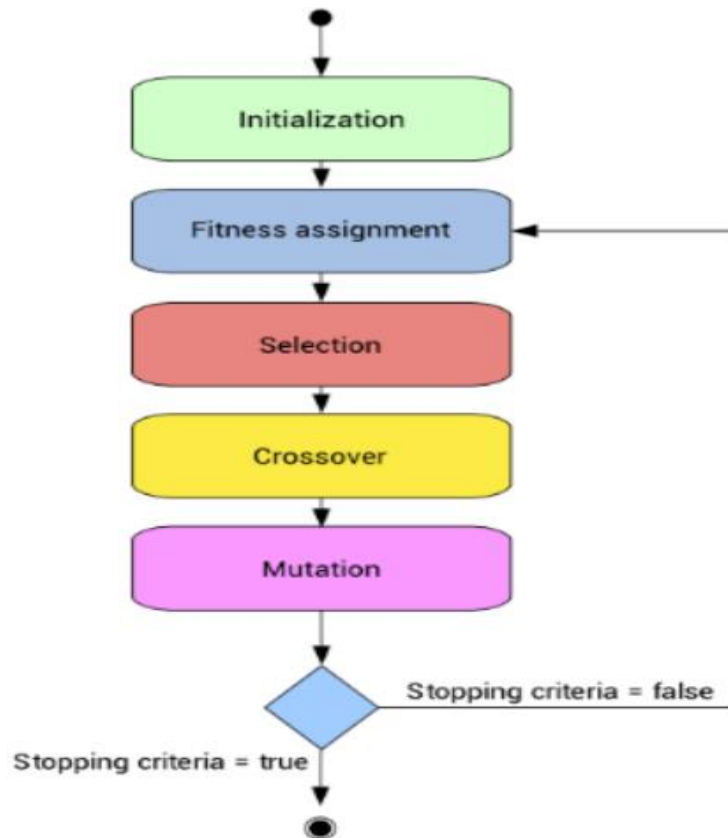 Initialization
Fitness assignment
Selection
Crossover
Mutation
Stopping criteria = false
Stopping criteria = true